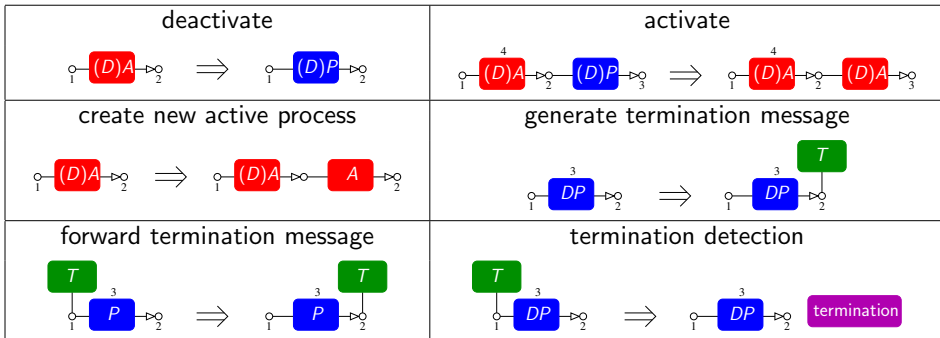 deactivate
(D)A
1
2
⇒
(D)P
1
2
activate
4
(D)A
(D)P
1
2
3
⇒
4
(D)A
(D)A
1
2
3
create new active process
(D)A
1
2
⇒
(D)A
A
1
2
generate termination message
3
DP
1
2
⇒
T
3
DP
1
2
forward termination message
T
3
P
1
2
⇒
T
3
P
1
2
termination detection
T
3
DP
1
2
⇒
3
DP
termination
1
2